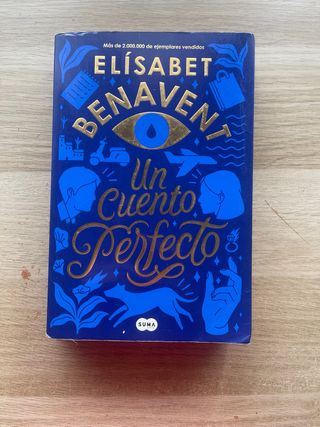 Más de 2.000.000 de ejemplares vendidos
ELÍSABET
BENAVENT
Un
Cuento
Perfecto
SUMA